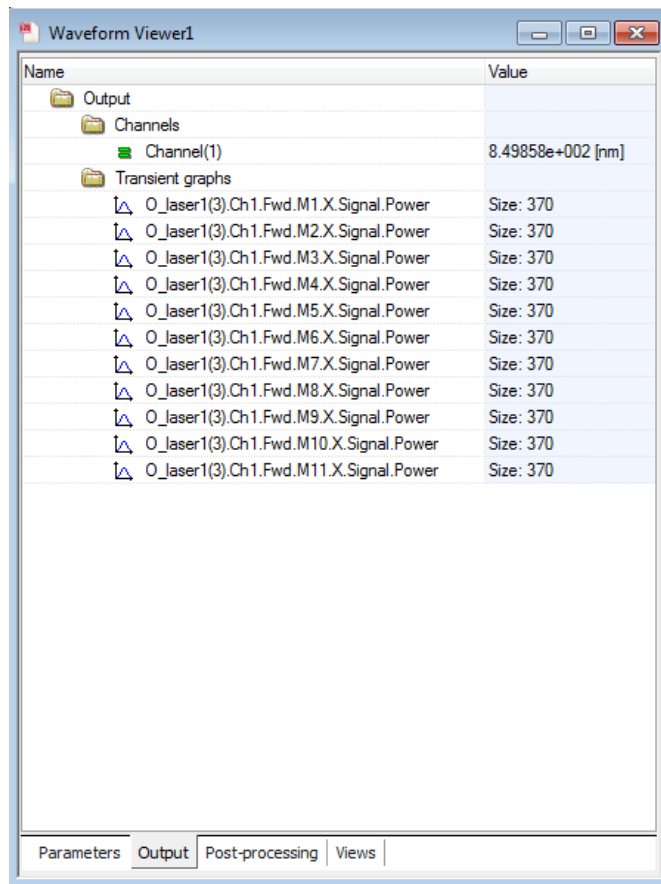 Waveform Viewer1
Name Value
Output
Channels
Channel(1) 8.49858e+002 [nm]
Transient graphs
O_laser1(3).Ch1.Fwd.M1.X.Signal.Power Size: 370
O_laser1(3).Ch1.Fwd.M2.X.Signal.Power Size: 370
O_laser1(3).Ch1.Fwd.M3.X.Signal.Power Size: 370
O_laser1(3).Ch1.Fwd.M4.X.Signal.Power Size: 370
O_laser1(3).Ch1.Fwd.M5.X.Signal.Power Size: 370
O_laser1(3).Ch1.Fwd.M6.X.Signal.Power Size: 370
O_laser1(3).Ch1.Fwd.M7.X.Signal.Power Size: 370
O_laser1(3).Ch1.Fwd.M8.X.Signal.Power Size: 370
O_laser1(3).Ch1.Fwd.M9.X.Signal.Power Size: 370
O_laser1(3).Ch1.Fwd.M10.X.Signal.Power Size: 370
O_laser1(3).Ch1.Fwd.M11.X.Signal.Power Size: 370
Parameters Output Post-processing Views